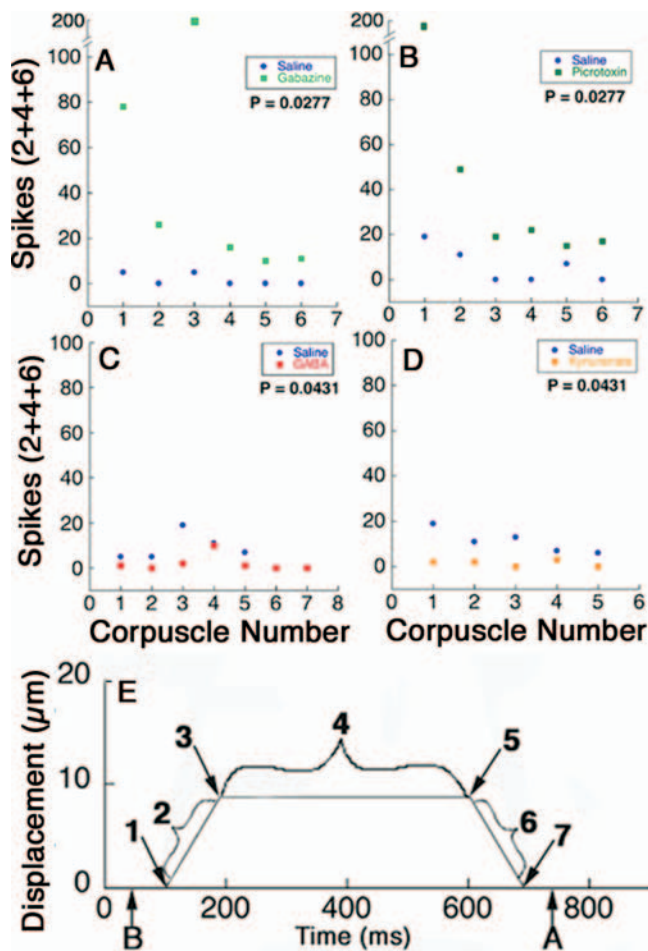 200
100
80
60
40
20
0
A
Saline
Gabazine
P = 0.0277
0 1 2 3 4 5 6 7
Spikes (2+4+6)
200
100
80
60
40
20
0
B
Saline
Picrotoxin
P = 0.0277
0 1 2 3 4 5 6 7
100
80
60
40
20
0
C
Saline
GABA
P = 0.0431
0 1 2 3 4 5 6 7 8
Spikes (2+4+6)
Corpuscle Number
100
80
60
40
20
0
D
Saline
Kynurenate
P = 0.0431
0 1 2 3 4 5 6
Corpuscle Number
E
20
10
0
Displacement (µm)
1
2
3
4
5
6
7
0 200 400 600 800
B
Time (ms)
A